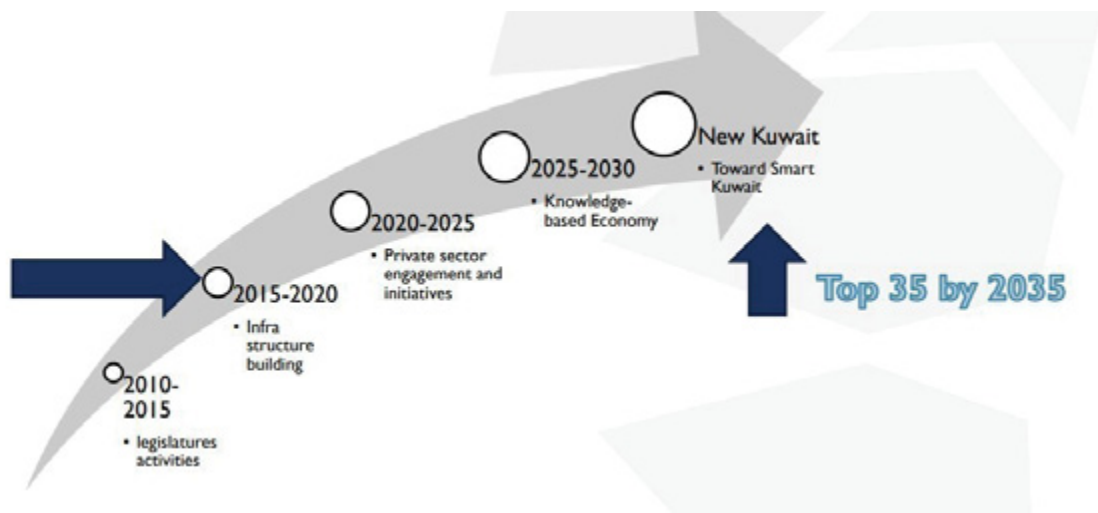 2010-
2015
• legislatures
activities
2015-2020
• Infra
structure
building
2020-2025
• Private sector
engagement and
initiatives
2025-2030
• Knowledge-
based Economy
New Kuwait
• Toward Smart
Kuwait
Top 35 by 2035